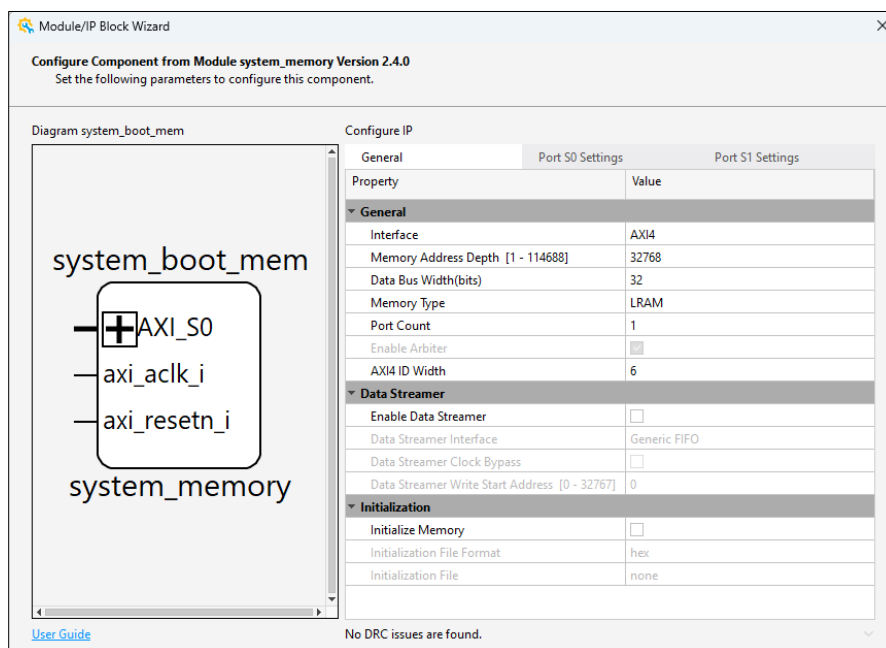 Module/IP Block Wizard
Configure Component from Module system_memory Version 2.4.0
Set the following parameters to configure this component.
Diagram system_boot_mem
system_boot_mem
AXI_S0
axi_aclk_i
axi_resetn_i
system_memory
User Guide
Configure IP
General Port S0 Settings Port S1 Settings
Property Value
General
Interface AXI4
Memory Address Depth [1 - 114688] 32768
Data Bus Width(bits) 32
Memory Type LRAM
Port Count 1
Enable Arbiter
AXI4 ID Width 6
Data Streamer
Enable Data Streamer
Data Streamer Interface Generic FIFO
Data Streamer Clock Bypass
Data Streamer Write Start Address [0 - 32767] 0
Initialization
Initialize Memory
Initialization File Format hex
Initialization File none
No DRC issues are found.